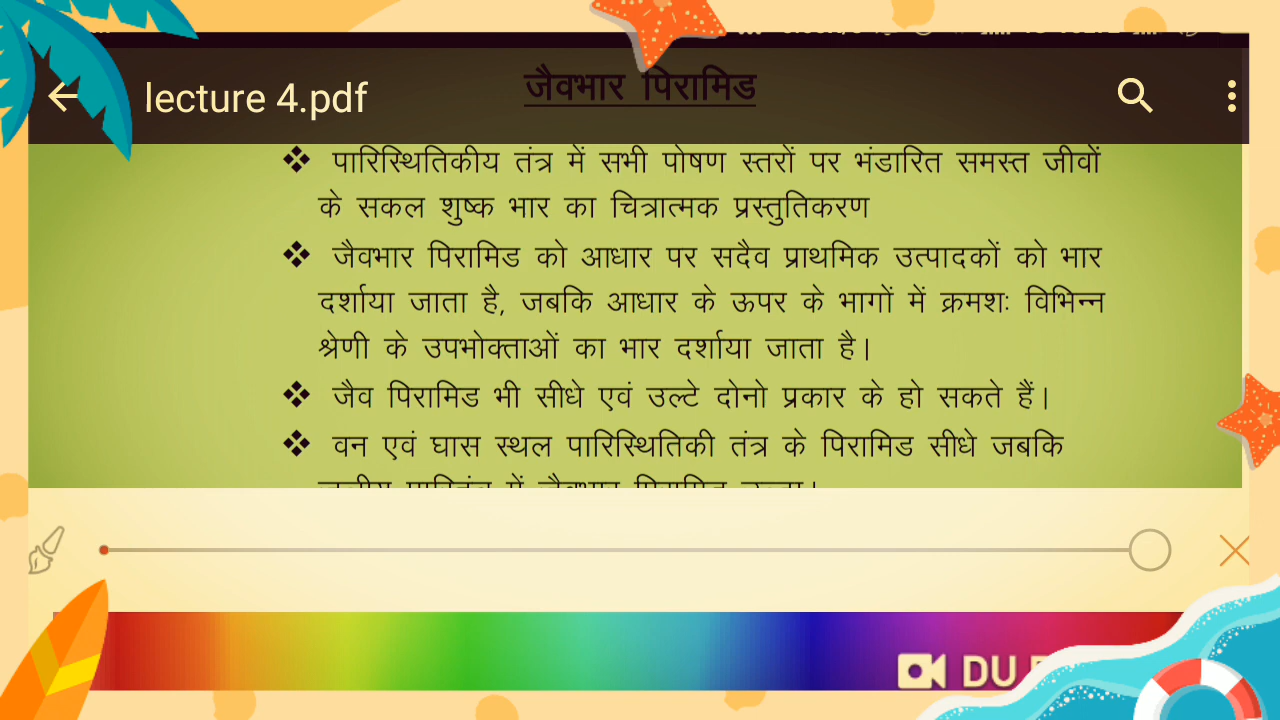 lecture 4.pdf
जैवभार पिरामिड
❖ पारिस्थितिकीय तंत्र में सभी पोषण स्तरों पर भंडारित समस्त जीवों
के सकल शुष्क भार का चित्रात्मक प्रस्तुतिकरण
❖ जैवभार पिरामिड को आधार पर सदैव प्राथमिक उत्पादकों को भार
दर्शाया जाता है, जबकि आधार के ऊपर के भागों में क्रमशः विभिन्न
श्रेणी के उपभोक्ताओं का भार दर्शाया जाता है।
❖ जैव पिरामिड भी सीधे एवं उल्टे दोनो प्रकार के हो सकते हैं।
❖ वन एवं घास स्थल पारिस्थितिकी तंत्र के पिरामिड सीधे जबकि
में जैवभार पिरामिड
DU